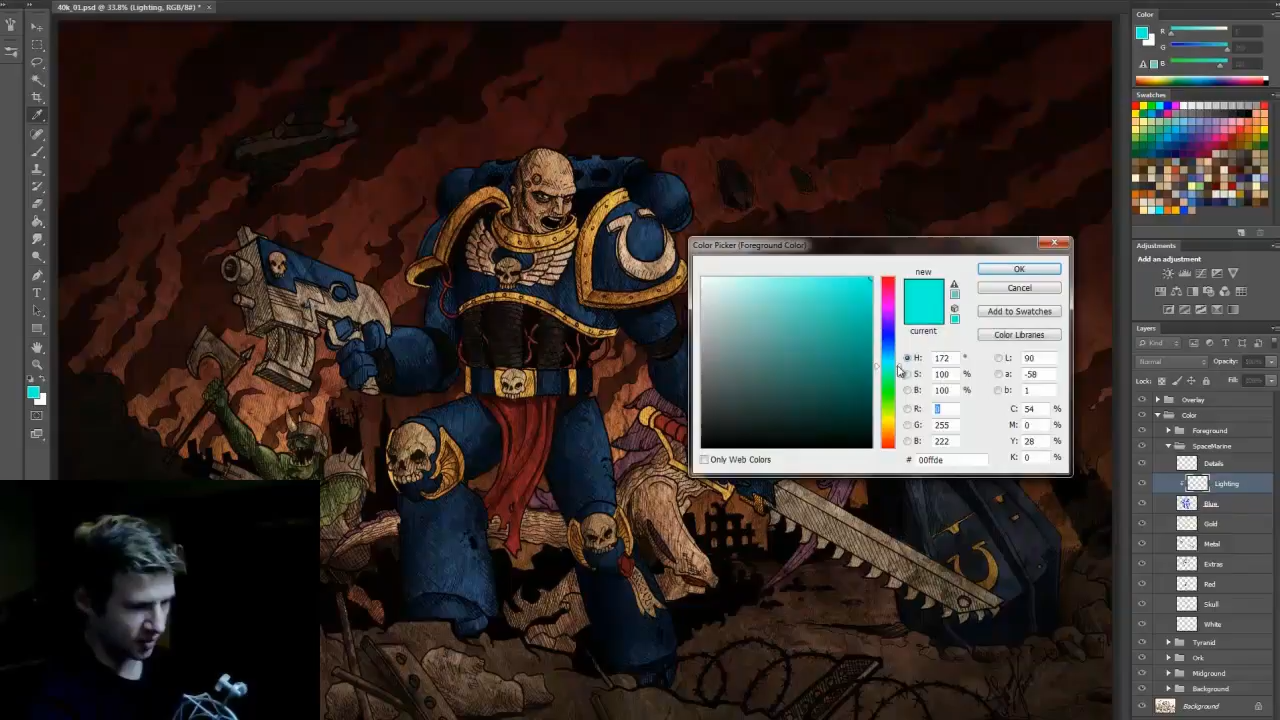 40k_01.psd @ 33.8% (Lighting, RGB/8#) *
Color
R
G
B
Swatches
Color Picker (Foreground Color)
new
current
OK
Cancel
Add to Swatches
Color Libraries
H: 172 °
S: 100 %
B: 100 %
R: 0
G: 255
B: 222
L: 90
a: -58
b: 1
C: 54 %
M: 0 %
Y: 28 %
K: 0 %
# 00ffde
Only Web Colors
Adjustments
Add an adjustment
Layers
Kind
Normal
Opacity:
Lock:
Fill:
Overlay
Color
Foreground
SpaceMarine
Details
Lighting
Blue
Gold
Metal
Extras
Red
Skull
White
Tyranid
Ork
Midground
Background
Background